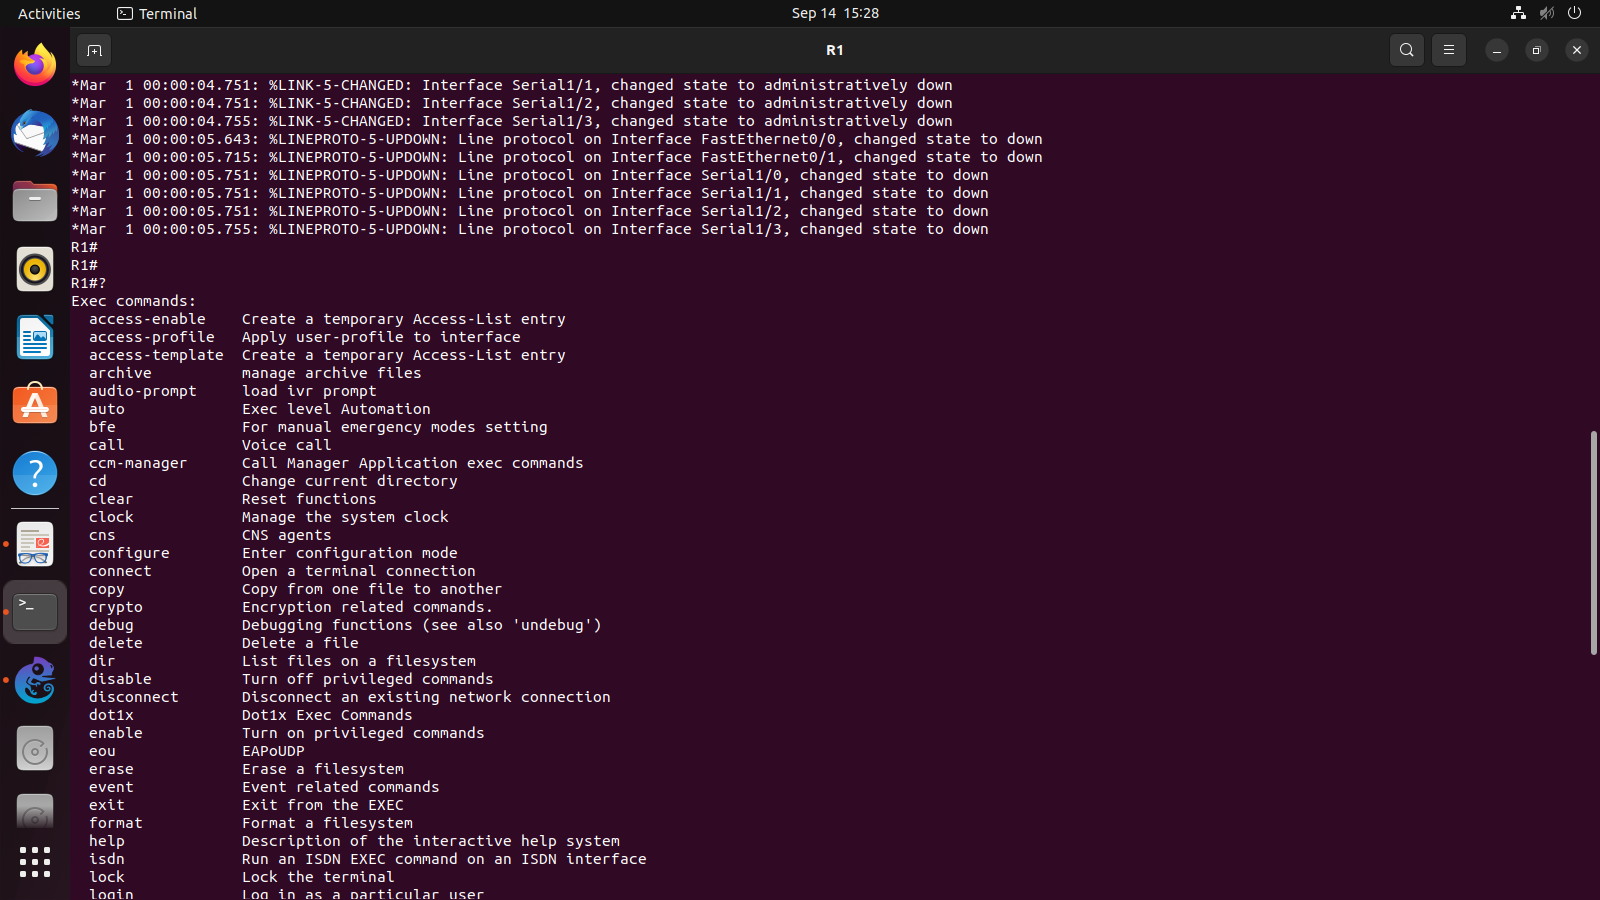 Activities
Terminal
Sep 14 15:28
R1
*Mar  1 00:00:04.751: %LINK-5-CHANGED: Interface Serial1/1, changed state to administratively down
*Mar  1 00:00:04.751: %LINK-5-CHANGED: Interface Serial1/2, changed state to administratively down
*Mar  1 00:00:04.755: %LINK-5-CHANGED: Interface Serial1/3, changed state to administratively down
*Mar  1 00:00:05.643: %LINEPROTO-5-UPDOWN: Line protocol on Interface FastEthernet0/0, changed state to down
*Mar  1 00:00:05.715: %LINEPROTO-5-UPDOWN: Line protocol on Interface FastEthernet0/1, changed state to down
*Mar  1 00:00:05.751: %LINEPROTO-5-UPDOWN: Line protocol on Interface Serial1/0, changed state to down
*Mar  1 00:00:05.751: %LINEPROTO-5-UPDOWN: Line protocol on Interface Serial1/1, changed state to down
*Mar  1 00:00:05.751: %LINEPROTO-5-UPDOWN: Line protocol on Interface Serial1/2, changed state to down
*Mar  1 00:00:05.755: %LINEPROTO-5-UPDOWN: Line protocol on Interface Serial1/3, changed state to down
R1#
R1#
R1#?
Exec commands:
  access-enable    Create a temporary Access-List entry
  access-profile   Apply user-profile to interface
  access-template  Create a temporary Access-List entry
  archive          manage archive files
  audio-prompt     load ivr prompt
  auto             Exec level Automation
  bfe              For manual emergency modes setting
  call             Voice call
  ccm-manager      Call Manager Application exec commands
  cd               Change current directory
  clear            Reset functions
  clock            Manage the system clock
  cns              CNS agents
  configure        Enter configuration mode
  connect          Open a terminal connection
  copy             Copy from one file to another
  crypto           Encryption related commands.
  debug            Debugging functions (see also 'undebug')
  delete           Delete a file
  dir              List files on a filesystem
  disable          Turn off privileged commands
  disconnect       Disconnect an existing network connection
  dot1x            Dot1x Exec Commands
  enable           Turn on privileged commands
  eou              EAPoUDP
  erase            Erase a filesystem
  event            Event related commands
  exit             Exit from the EXEC
  format           Format a filesystem
  help             Description of the interactive help system
  isdn             Run an ISDN EXEC command on an ISDN interface
  lock             Lock the terminal
  login            Log in as a particular user